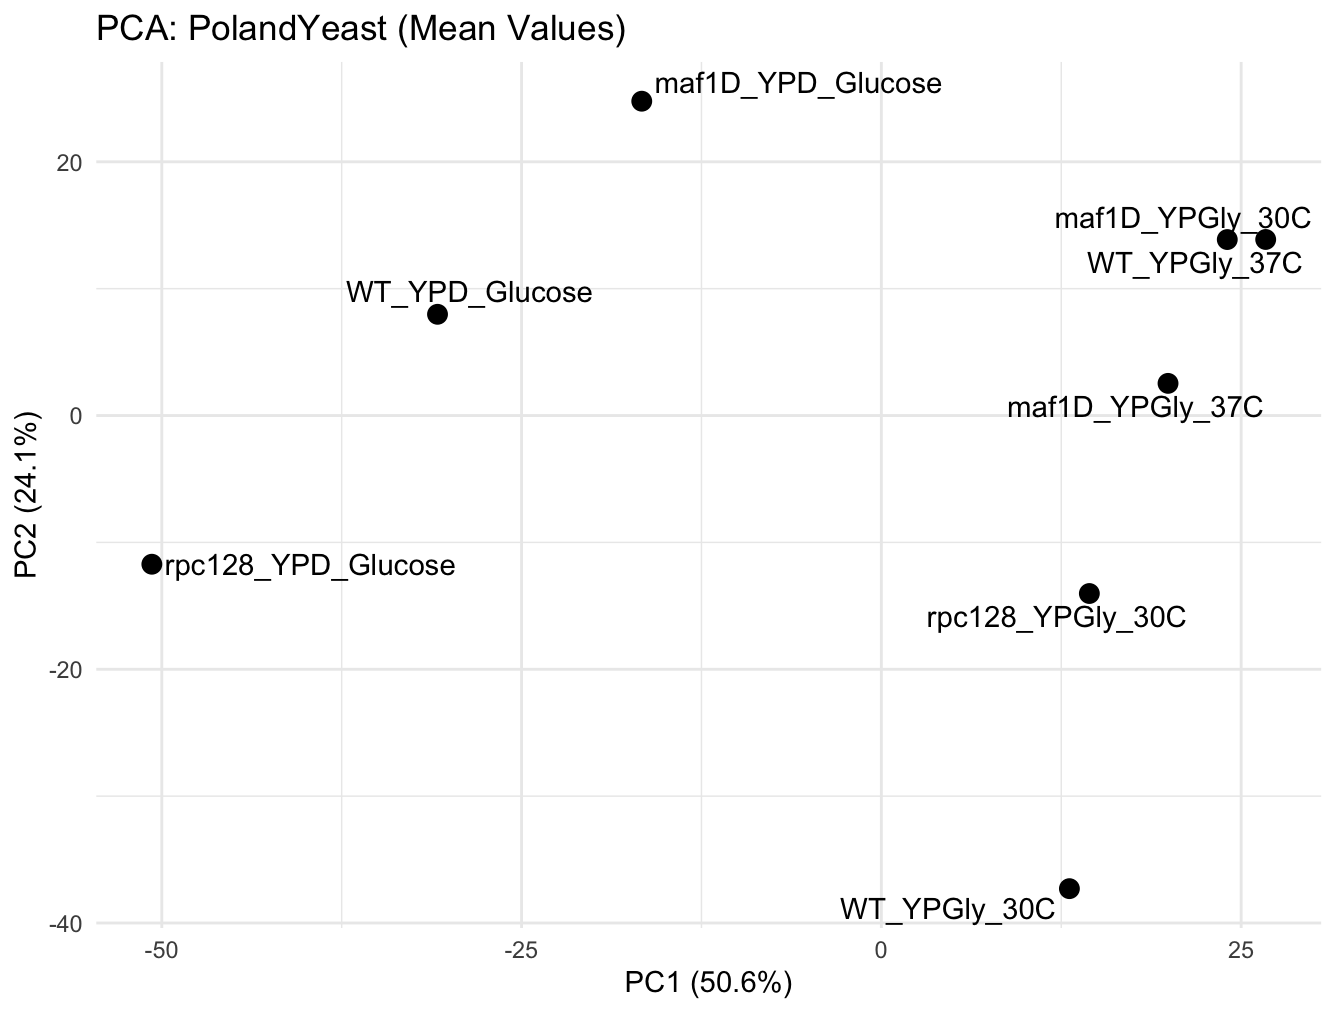 PCA: PolandYeast (Mean Values)
maf1D_YPD_Glucose
20
maf1D_YPGly_30C
WT_YPGly_37C
WT_YPD_Glucose
maf1D_YPGly_37C
0
PC2 (24.1%)
rpc128_YPD_Glucose
rpc128_YPGly_30C
-20
WT_YPGly_30C
-40
-50
-25
0
25
PC1 (50.6%)